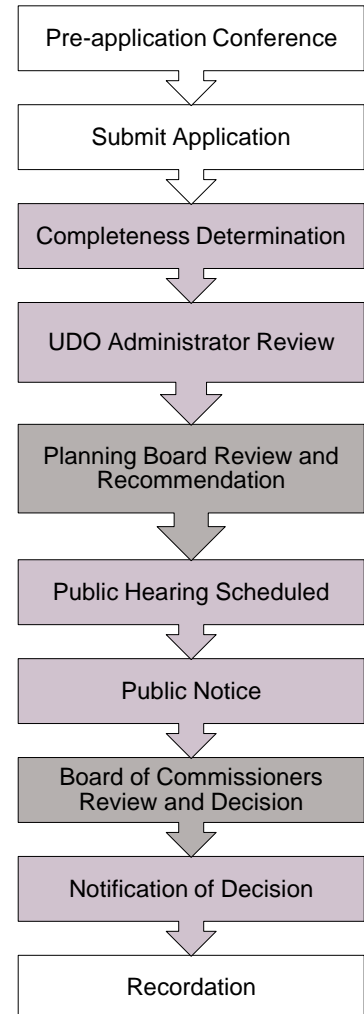 Pre-application Conference
Submit Application
Completeness Determination
UDO Administrator Review
Planning Board Review and
Recommendation
Public Hearing Scheduled
Public Notice
Board of Commissioners
Review and Decision
Notification of Decision
Recordation